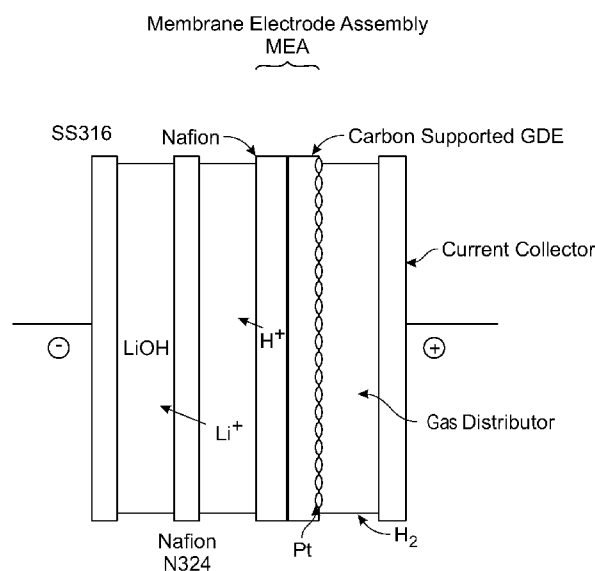 Membrane Electrode Assembly
MEA
SS316
Nafion
Carbon Supported GDE
Current Collector
-
+
LiOH
H+
Li+
Gas Distributor
Nafion
N324
Pt
H2